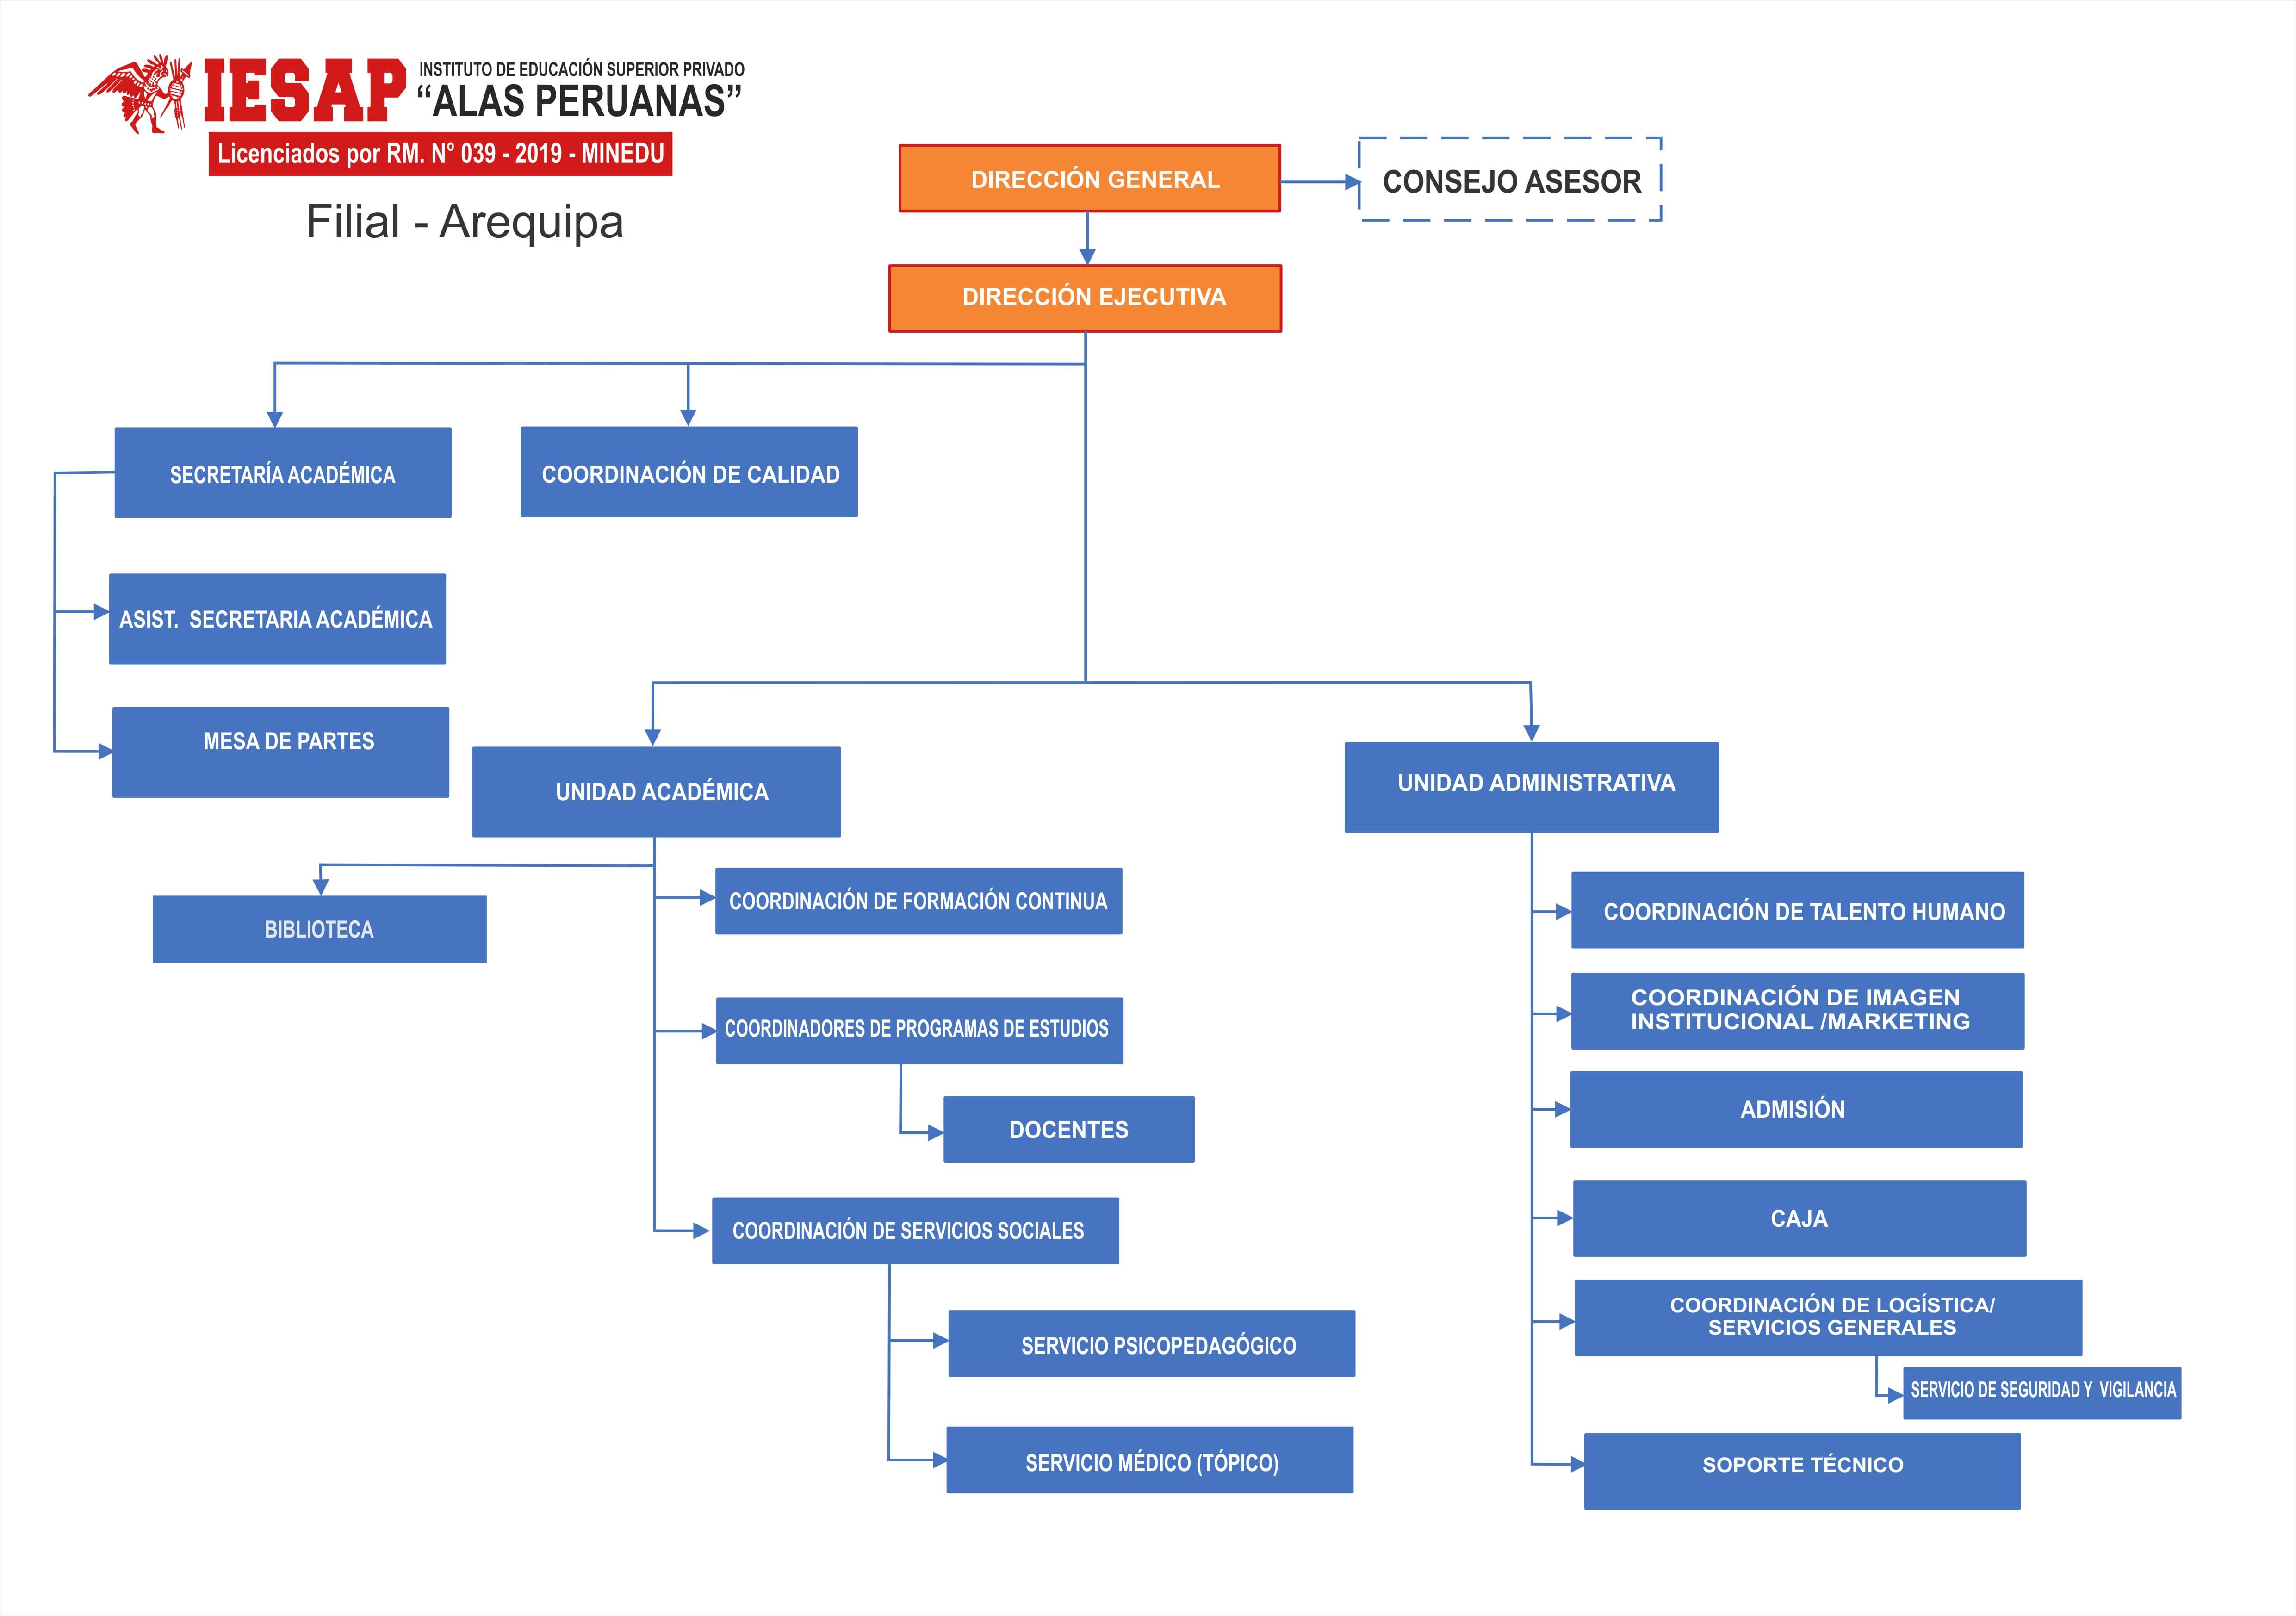 IESAP
INSTITUTO DE EDUCACIÓN SUPERIOR PRIVADO
“ALAS PERUANAS”
Licenciados por RM. N° 039 - 2019 - MINEDU
Filial - Arequipa
DIRECCIÓN GENERAL
CONSEJO ASESOR
DIRECCIÓN EJECUTIVA
SECRETARÍA ACADÉMICA
COORDINACIÓN DE CALIDAD
ASIST. SECRETARIA ACADÉMICA
MESA DE PARTES
UNIDAD ACADÉMICA
UNIDAD ADMINISTRATIVA
BIBLIOTECA
COORDINACIÓN DE FORMACIÓN CONTINUA
COORDINADORES DE PROGRAMAS DE ESTUDIOS
DOCENTES
COORDINACIÓN DE SERVICIOS SOCIALES
SERVICIO PSICOPEDAGÓGICO
SERVICIO MÉDICO (TÓPICO)
COORDINACIÓN DE TALENTO HUMANO
COORDINACIÓN DE IMAGEN
INSTITUCIONAL /MARKETING
ADMISIÓN
CAJA
COORDINACIÓN DE LOGÍSTICA/
SERVICIOS GENERALES
SERVICIO DE SEGURIDAD Y VIGILANCIA
SOPORTE TÉCNICO